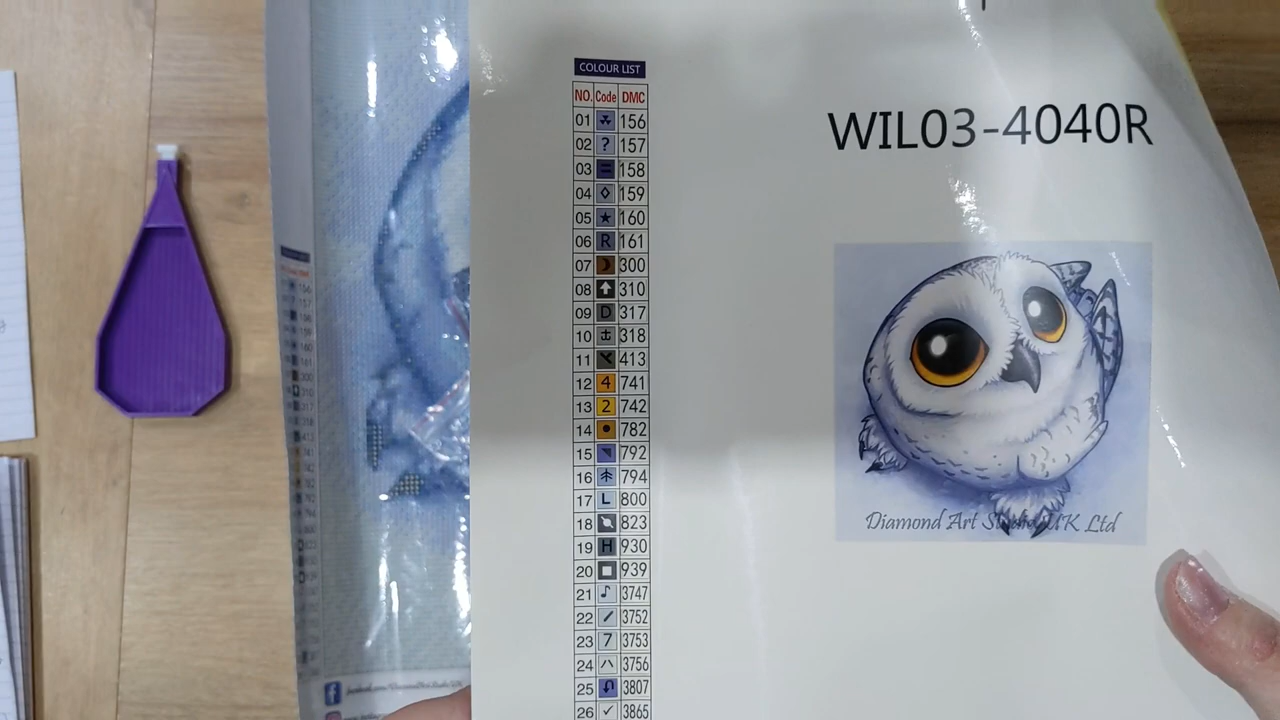 COLOUR LIST
NO. Code DMC
01 156
02 ? 157
03 = 158
04 159
05 ★ 160
06 R 161
07 300
08 310
09 D 317
10 318
11 413
12 4 741
13 2 742
14 782
15 792
16 794
17 L 800
18 823
19 H 930
20 939
21 ♪ 3747
22 3752
23 7 3753
24 3756
25 3807
26 ✓ 3865
WIL03-4040R
Diamond Art Studio UK Ltd